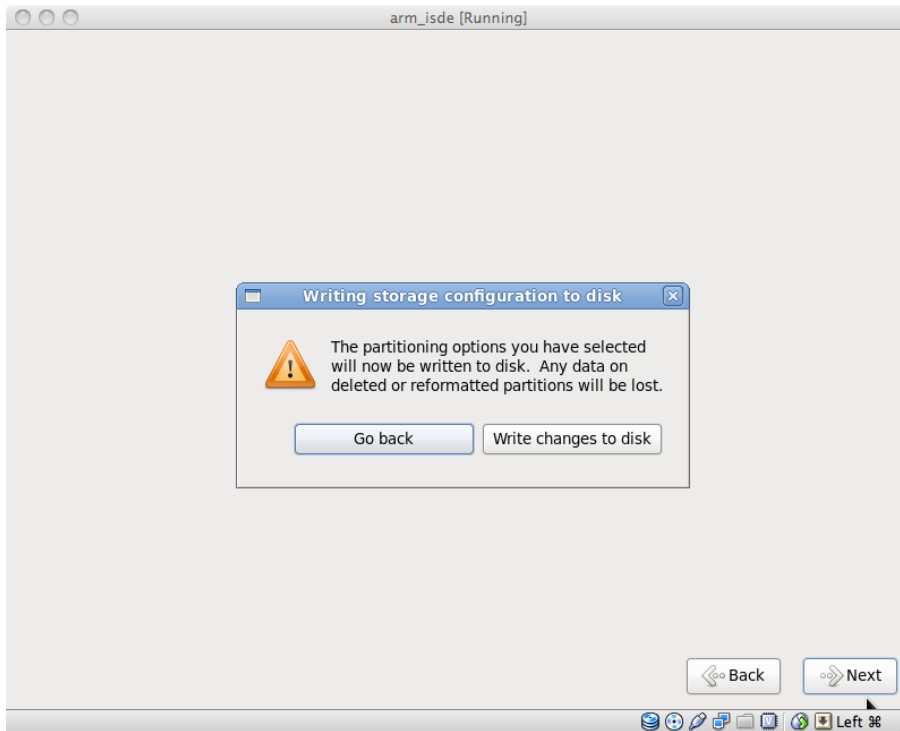 arm_isde [Running]
Writing storage configuration to disk
The partitioning options you have selected
will now be written to disk.  Any data on
deleted or reformatted partitions will be lost.
Go back
Write changes to disk
Back
Next
Left ⌘